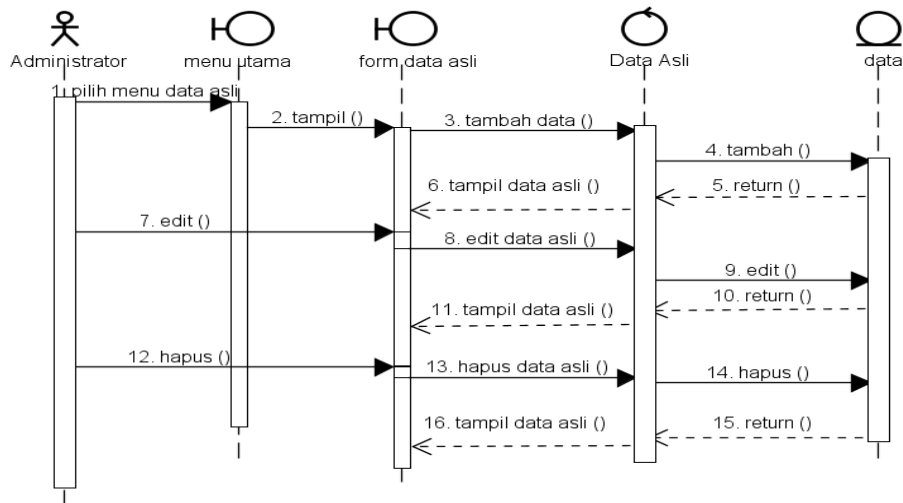 Administrator
menu utama
form data asli
Data Asli
data
1. pilih menu data asli
2. tampil ()
3. tambah data ()
4. tambah ()
5. return ()
6. tampil data asli ()
7. edit ()
8. edit data asli ()
9. edit ()
10. return ()
11. tampil data asli ()
12. hapus ()
13. hapus data asli ()
14. hapus ()
15. return ()
16. tampil data asli ()